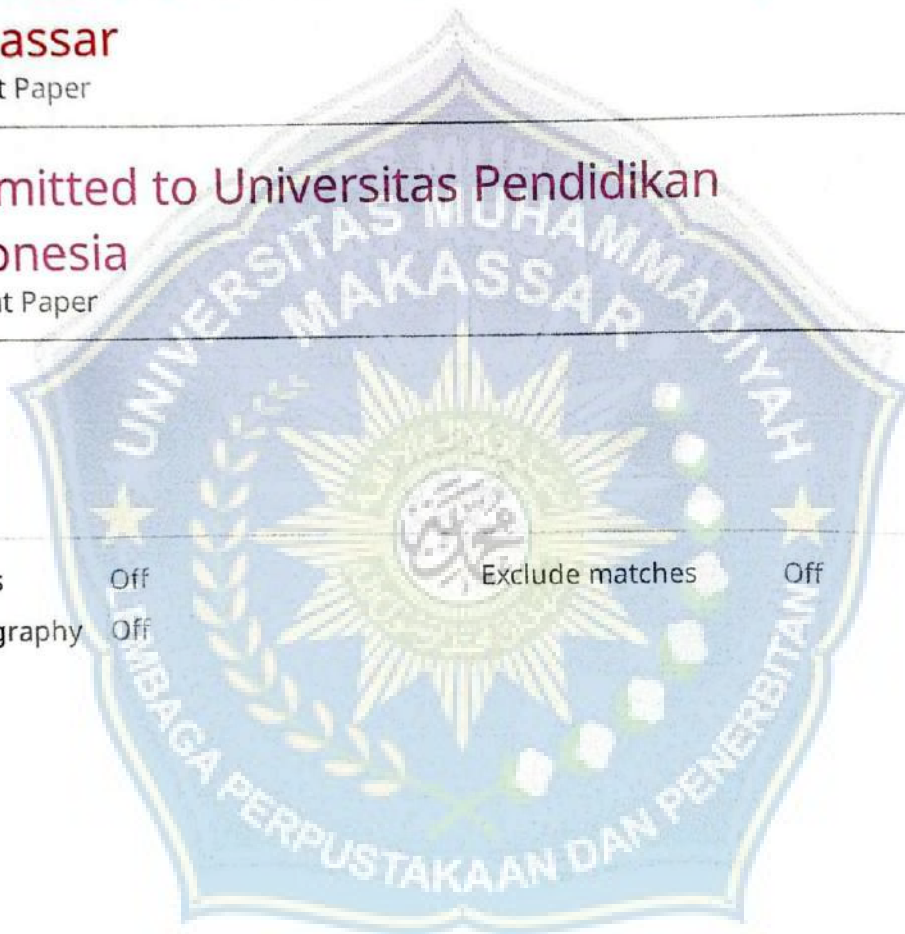 assar
t Paper
mitted to Universitas Pendidikan
onesia
nt Paper
UNIVERSITAS MUHAMMADIYAH
MAKASSAR
s Off Exclude matches Off
graphy Off
LEMBAGA PERPUSTAKAAN DAN PENERBITAN